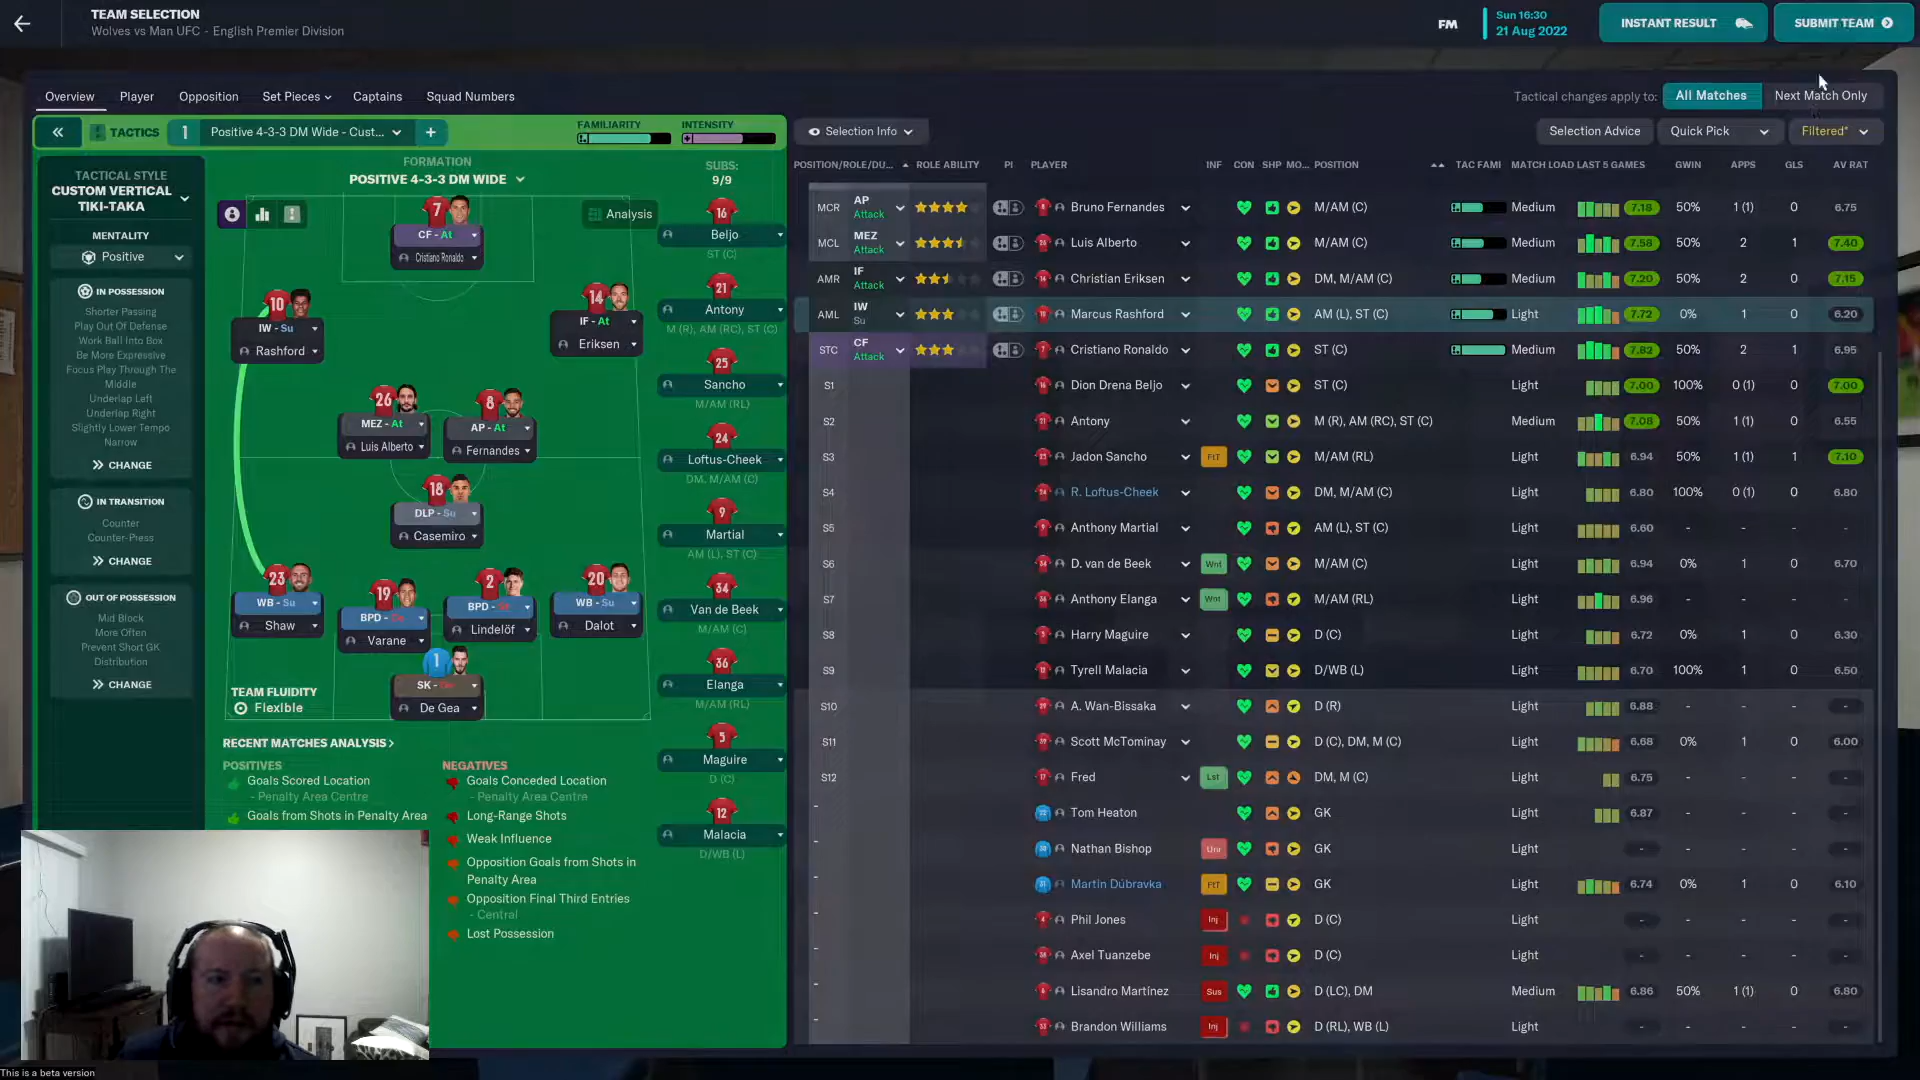 TEAM SELECTION
Wolves vs Man UFC - English Premier Division
FM
Sun 16:30
21 Aug 2022
INSTANT RESULT
SUBMIT TEAM
Overview Player Opposition Set Pieces Captains Squad Numbers
Tactical changes apply to: All Matches Next Match Only
TACTICS 1 Positive 4-3-3 DM Wide - Cust... +
FAMILIARITY INTENSITY
Selection Info
Selection Advice Quick Pick Filtered*
TACTICAL STYLE
CUSTOM VERTICAL
TIKI-TAKA
MENTALITY
Positive
IN POSSESSION
Shorter Passing
Play Out Of Defense
Work Ball Into Box
Be More Expressive
Focus Play Through The
Middle
Underlap Left
Underlap Right
Slightly Lower Tempo
Narrow
CHANGE
IN TRANSITION
Counter
Counter-Press
CHANGE
OUT OF POSSESSION
Mid Block
More Often
Prevent Short GK
Distribution
CHANGE
FORMATION
POSITIVE 4-3-3 DM WIDE
Analysis
7
CF - At
Cristiano Ronaldo
10
IW - Su
Rashford
14
IF - At
Eriksen
26
MEZ - At
Luis Alberto
8
AP - At
Fernandes
18
DLP - Su
Casemiro
23
WB - Su
Shaw
19
BPD - De
Varane
2
BPD -
Lindelöf
20
WB - Su
Dalot
1
SK -
De Gea
TEAM FLUIDITY
Flexible
SUBS:
9/9
16
Beljo
ST (C)
21
Antony
M (R), AM (RC), ST (C)
25
Sancho
M/AM (RL)
24
Loftus-Cheek
DM, M/AM (C)
9
Martial
AM (L), ST (C)
34
Van de Beek
M/AM (C)
36
Elanga
M/AM (RL)
5
Maguire
D (C)
12
Malacia
D/WB (L)
RECENT MATCHES ANALYSIS
POSITIVES
Goals Scored Location
- Penalty Area Centre
Goals from Shots in Penalty Area
NEGATIVES
Goals Conceded Location
- Penalty Area Centre
Long-Range Shots
Weak Influence
Opposition Goals from Shots in
Penalty Area
Opposition Final Third Entries
- Central
Lost Possession
POSITION/ROLE/DU... ROLE ABILITY PI PLAYER INF CON SHP MO... POSITION TAC FAMI MATCH LOAD LAST 5 GAMES GWIN APPS GLS AV RAT
MCR AP Attack Bruno Fernandes M/AM (C) Medium 7.18 50% 1 (1) 0 6.75
MCL MEZ Attack Luis Alberto M/AM (C) Medium 7.58 50% 2 1 7.40
AMR IF Attack Christian Eriksen DM, M/AM (C) Medium 7.20 50% 2 0 7.15
AML IW Su Marcus Rashford AM (L), ST (C) Light 7.72 0% 1 0 6.20
STC CF Attack Cristiano Ronaldo ST (C) Medium 7.82 50% 2 1 6.95
S1 Dion Drena Beljo ST (C) Light 7.00 100% 0 (1) 0 7.00
S2 Antony M (R), AM (RC), ST (C) Medium 7.08 50% 1 (1) 0 6.55
S3 Jadon Sancho FtT M/AM (RL) Light 6.94 50% 1 (1) 1 7.10
S4 R. Loftus-Cheek DM, M/AM (C) Light 6.80 100% 0 (1) 0 6.80
S5 Anthony Martial AM (L), ST (C) Light 6.60 - - - -
S6 D. van de Beek Wnt M/AM (C) Light 6.94 0% 1 0 6.70
S7 Anthony Elanga Wnt M/AM (RL) Light 6.96 - - - -
S8 Harry Maguire D (C) Light 6.72 0% 1 0 6.30
S9 Tyrell Malacia D/WB (L) Light 6.70 100% 1 0 6.50
S10 A. Wan-Bissaka D (R) Light 6.88 - - - -
S11 Scott McTominay D (C), DM, M (C) Light 6.68 0% 1 0 6.00
S12 Fred Lst DM, M (C) Light 6.75 - - - -
- Tom Heaton GK Light 6.87 - - - -
- Nathan Bishop Unr GK Light - - - - -
- Martin Dúbravka FtT GK Light 6.74 0% 1 0 6.10
- Phil Jones Inj D (C) Light - - - - -
- Axel Tuanzebe Inj D (C) Light - - - - -
- Lisandro Martínez Sus D (LC), DM Medium 6.86 50% 1 (1) 0 6.80
- Brandon Williams Inj D (RL), WB (L) Light - - - - -
This is a beta version